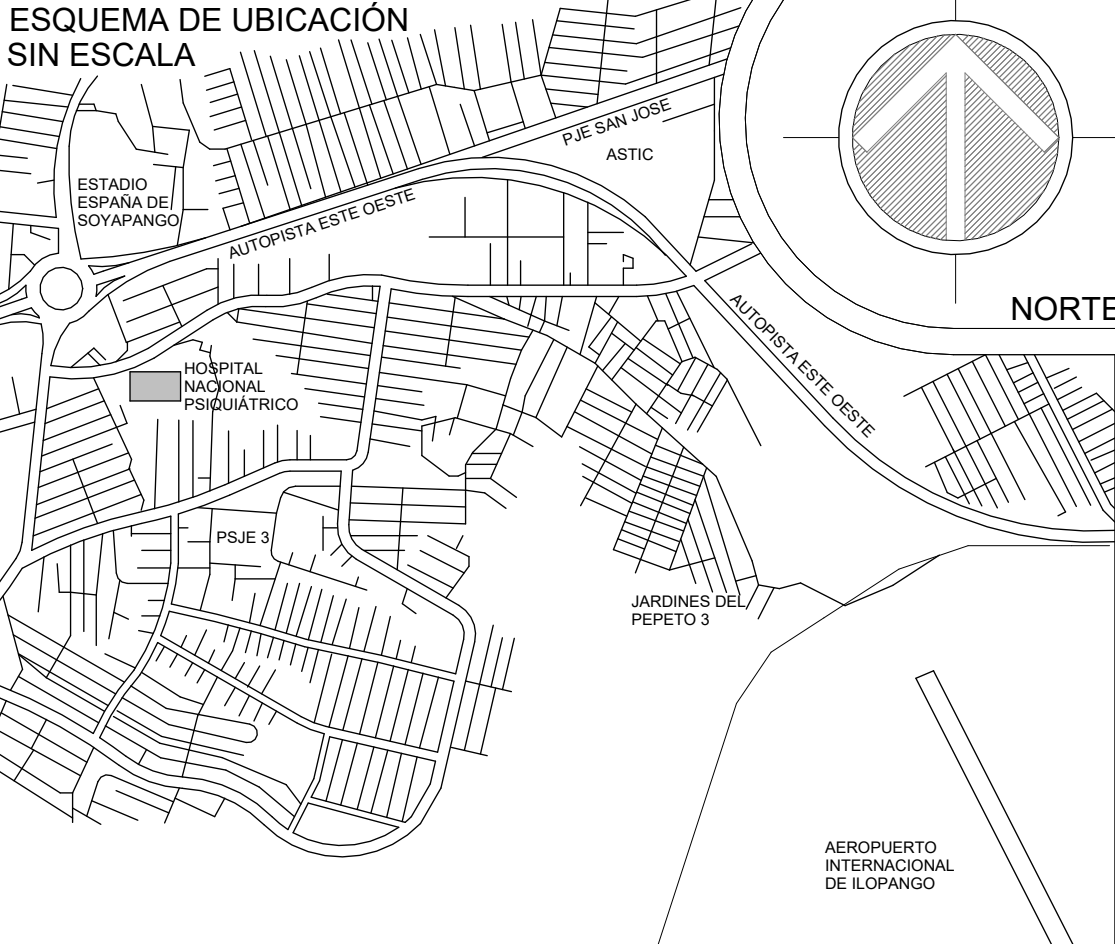 ESQUEMA DE UBICACIÓN
SIN ESCALA
PJE SAN JOSE
ASTIC
ESTADIO
ESPAÑA DE
SOYAPANGO
AUTOPISTA ESTE OESTE
NORTE
AUTOPISTA ESTE OESTE
HOSPITAL
NACIONAL
PSIQUIÁTRICO
PSJE 3
JARDINES DEL
PEPETO 3
AEROPUERTO
INTERNACIONAL
DE ILOPANGO